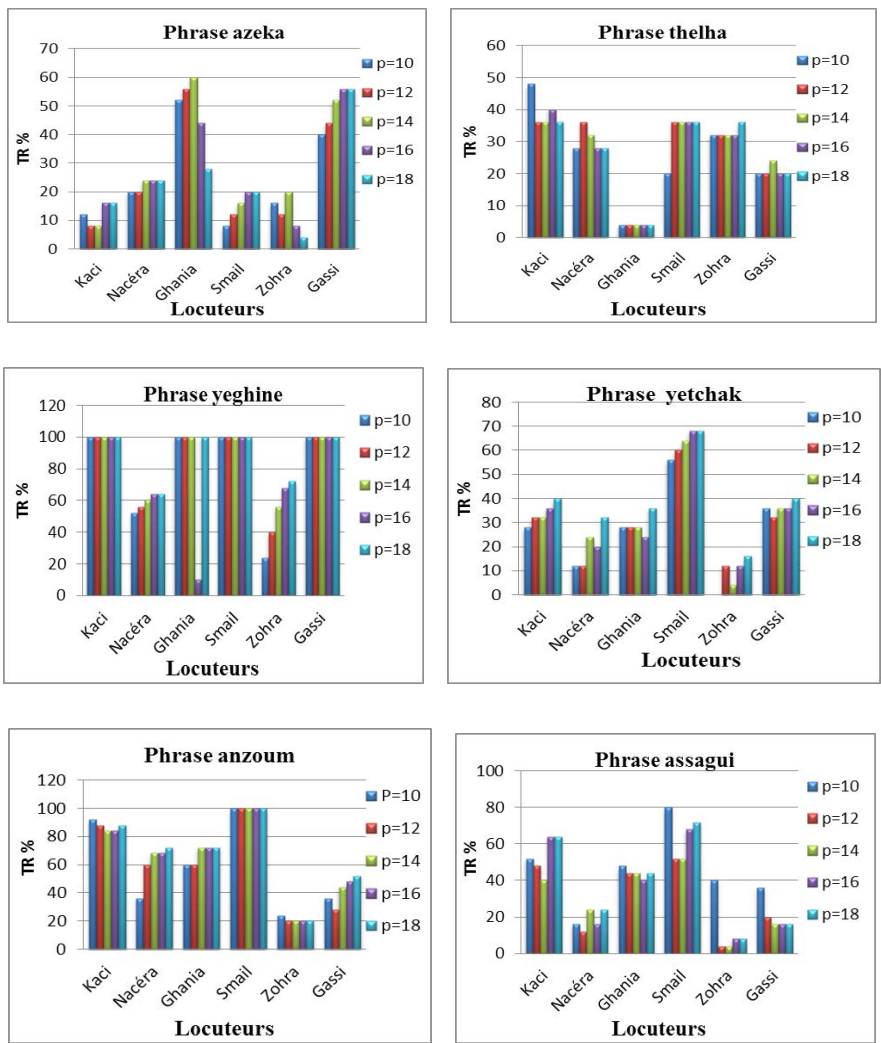 Phrase azeka
70
60
50
40
30
20
10
0
TR %
Kaci
Nacéra
Ghania
Smail
Zohra
Gassi
Locuteurs
p=10
p=12
p=14
p=16
p=18
Phrase thelha
60
50
40
30
20
10
0
TR %
Kaci
Nacéra
Ghania
Smail
Zohra
Gassi
Locuteurs
p=10
p=12
p=14
p=16
p=18
Phrase yeghine
120
100
80
60
40
20
0
TR %
Kaci
Nacéra
Ghania
Smail
Zohra
Gassi
Locuteurs
p=10
p=12
p=14
p=16
p=18
Phrase yetchak
80
70
60
50
40
30
20
10
0
TR %
Kaci
Nacéra
Ghania
Smail
Zohra
Gassi
Locuteurs
p=10
p=12
p=14
p=16
p=18
Phrase anzoum
120
100
80
60
40
20
0
TR %
Kaci
Nacéra
Ghania
Smail
Zohra
Gassi
Locuteurs
P=10
p=12
p=14
p=16
p=18
Phrase assagui
100
80
60
40
20
0
TR %
Kaci
Nacéra
Ghania
Smail
Zohra
Gassi
Locuteurs
p=10
p=12
p=14
p=16
p=18